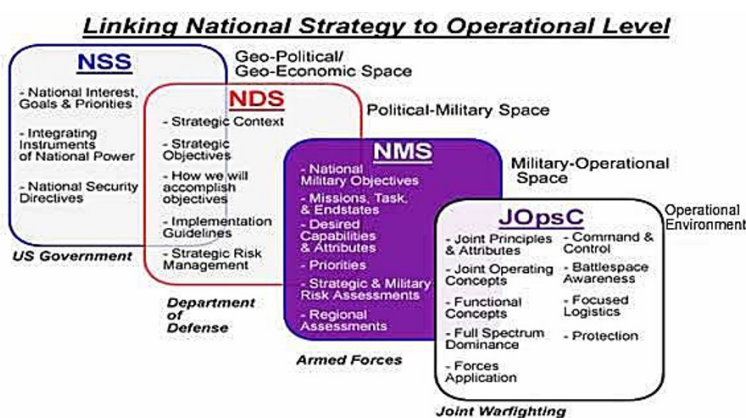 Linking National Strategy to Operational Level
NSS
- National Interest,
Goals & Priorities
- Integrating
Instruments
of National Power
- National Security
Directives
US Government
Geo-Political/
Geo-Economic Space
NDS
- Strategic Context
- Strategic
Objectives
- How we will
accomplish
objectives
- Implementation
Guidelines
- Strategic Risk
Management
Department
of
Defense
Political-Military Space
NMS
- National
Military Objectives
- Missions, Task,
& Endstates
- Desired
Capabilities
& Attributes
- Priorities
- Strategic & Military
Risk Assessments
- Regional
Assessments
Armed Forces
Military-Operational
Space
JOpsC
- Joint Principles
& Attributes
- Joint Operating
Concepts
- Functional
Concepts
- Full Spectrum
Dominance
- Forces
Application
- Command &
Control
- Battlespace
Awareness
- Focused
Logistics
- Protection
Joint Warfighting
Operational
Environment